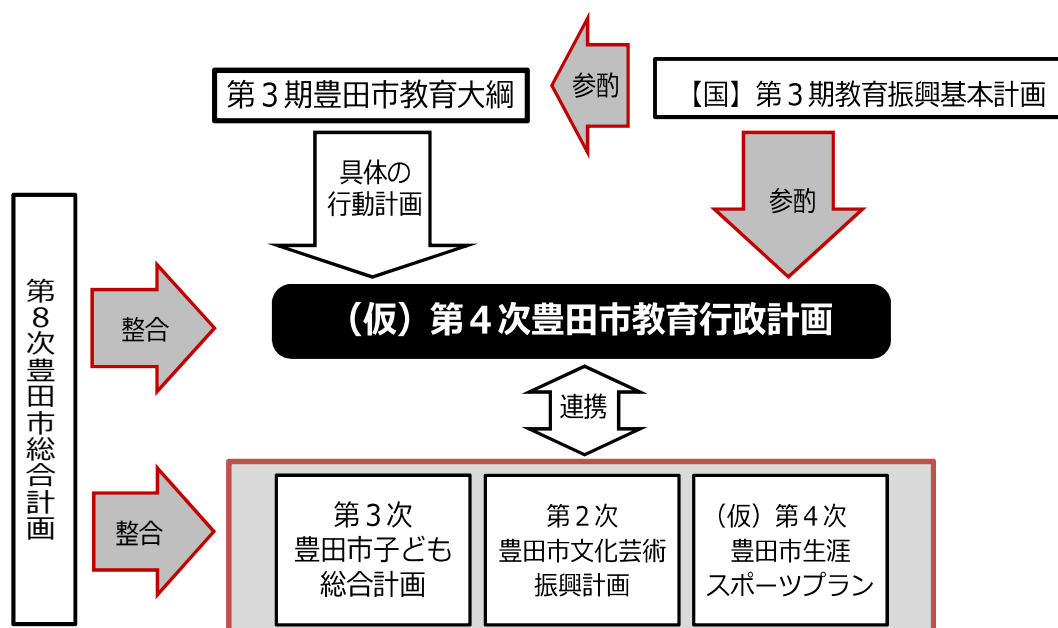 第３期豊田市教育大綱
参酌
【国】第３期教育振興基本計画
具体の
行動計画
参酌
第８次豊田市総合計画
整合
（仮）第４次豊田市教育行政計画
連携
整合
第３次
豊田市子ども
総合計画
第２次
豊田市文化芸術
振興計画
（仮）第４次
豊田市生涯
スポーツプラン